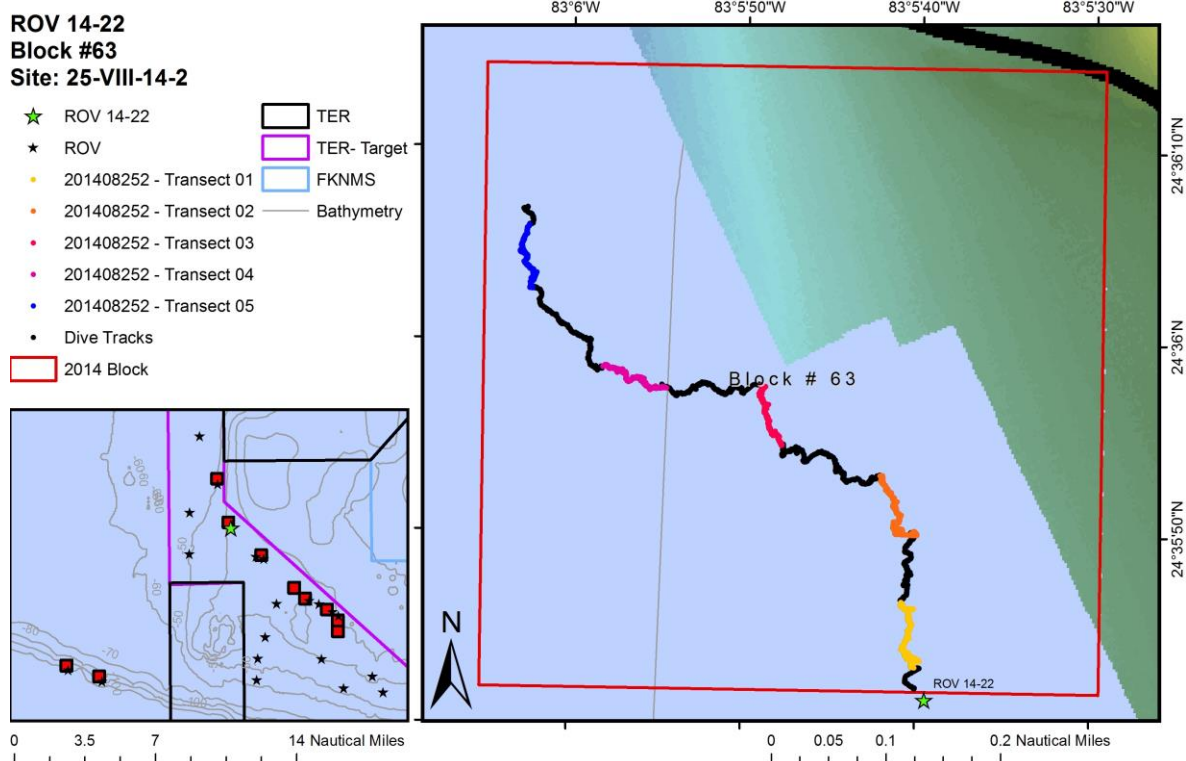 ROV 14-22
Block #63
Site: 25-VIII-14-2
ROV 14-22
ROV
201408252 - Transect 01
201408252 - Transect 02
201408252 - Transect 03
201408252 - Transect 04
201408252 - Transect 05
Dive Tracks
2014 Block
TER
TER- Target
FKNMS
Bathymetry
83°6'W
83°5'50"W
83°5'40"W
83°5'30"W
24°36'10"N
24°36'N
24°35'50"N
Block # 63
ROV 14-22
N
-50
-60
-50
-80
-70
-100
0 3.5 7 14 Nautical Miles
0 0.05 0.1 0.2 Nautical Miles